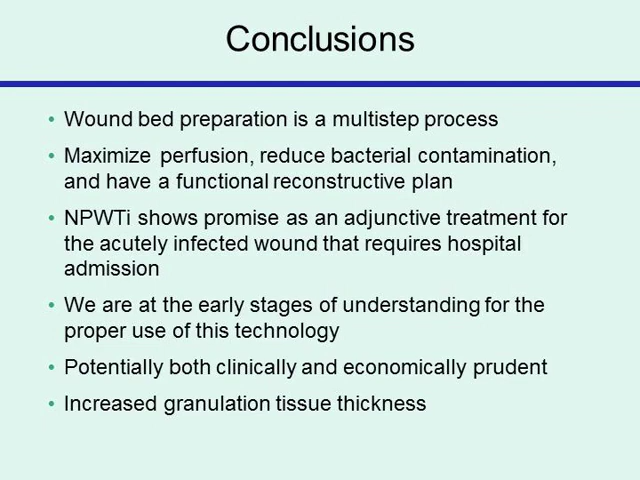 Conclusions
• Wound bed preparation is a multistep process
• Maximize perfusion, reduce bacterial contamination,
and have a functional reconstructive plan
• NPWTi shows promise as an adjunctive treatment for
the acutely infected wound that requires hospital
admission
• We are at the early stages of understanding for the
proper use of this technology
• Potentially both clinically and economically prudent
• Increased granulation tissue thickness